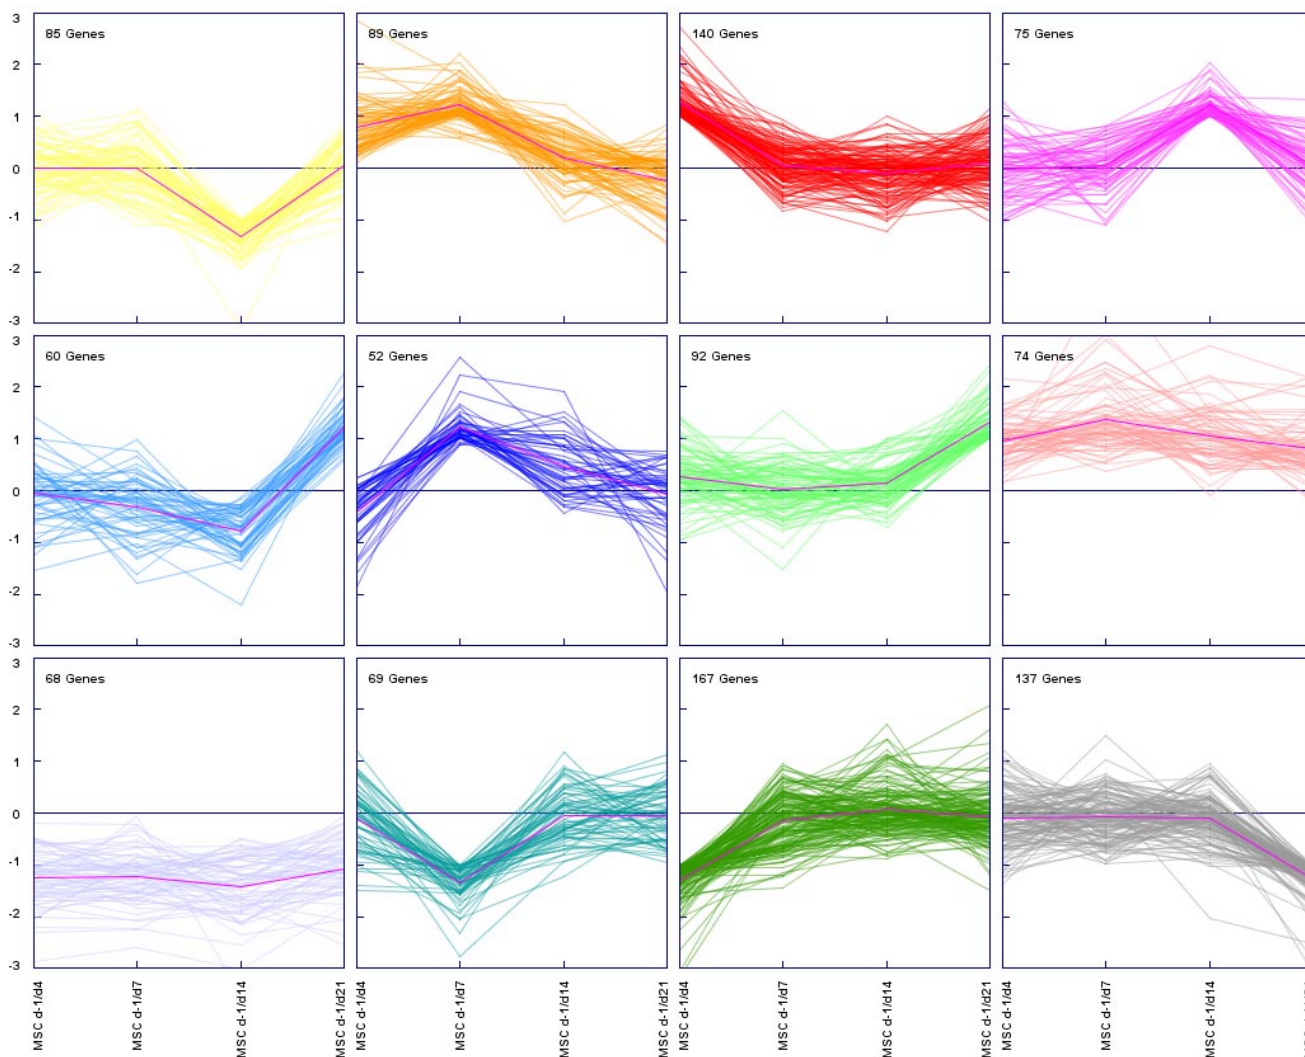 3
2
1
0
-1
-2
-3
85 Genes
89 Genes
140 Genes
75 Genes
3
2
1
0
-1
-2
-3
60 Genes
52 Genes
92 Genes
74 Genes
3
2
1
0
-1
-2
-3
68 Genes
69 Genes
167 Genes
137 Genes
MSC d-1/d4
MSC d-1/d7
MSC d-1/d14
MSC d-1/d21
MSC d-1/d4
MSC d-1/d7
MSC d-1/d14
MSC d-1/d21
MSC d-1/d4
MSC d-1/d7
MSC d-1/d14
MSC d-1/d21
MSC d-1/d4
MSC d-1/d7
MSC d-1/d14